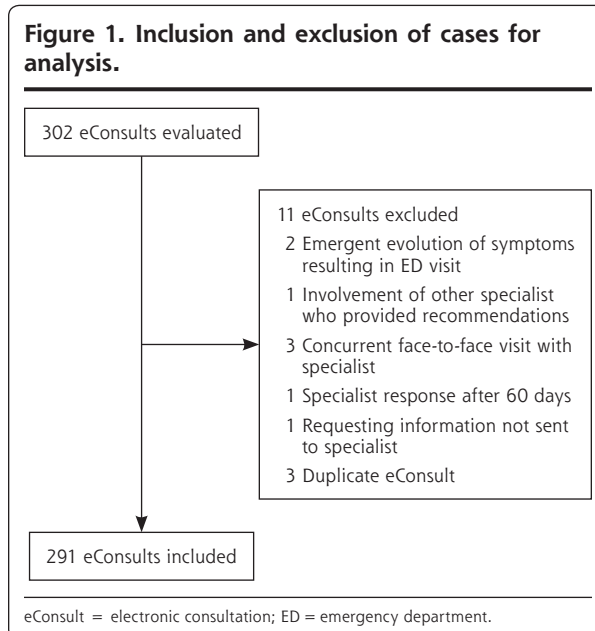 Figure 1. Inclusion and exclusion of cases for
analysis.
302 eConsults evaluated
11 eConsults excluded
2 Emergent evolution of symptoms
resulting in ED visit
1 Involvement of other specialist
who provided recommendations
3 Concurrent face-to-face visit with
specialist
1 Specialist response after 60 days
1 Requesting information not sent
to specialist
3 Duplicate eConsult
291 eConsults included
eConsult = electronic consultation; ED = emergency department.